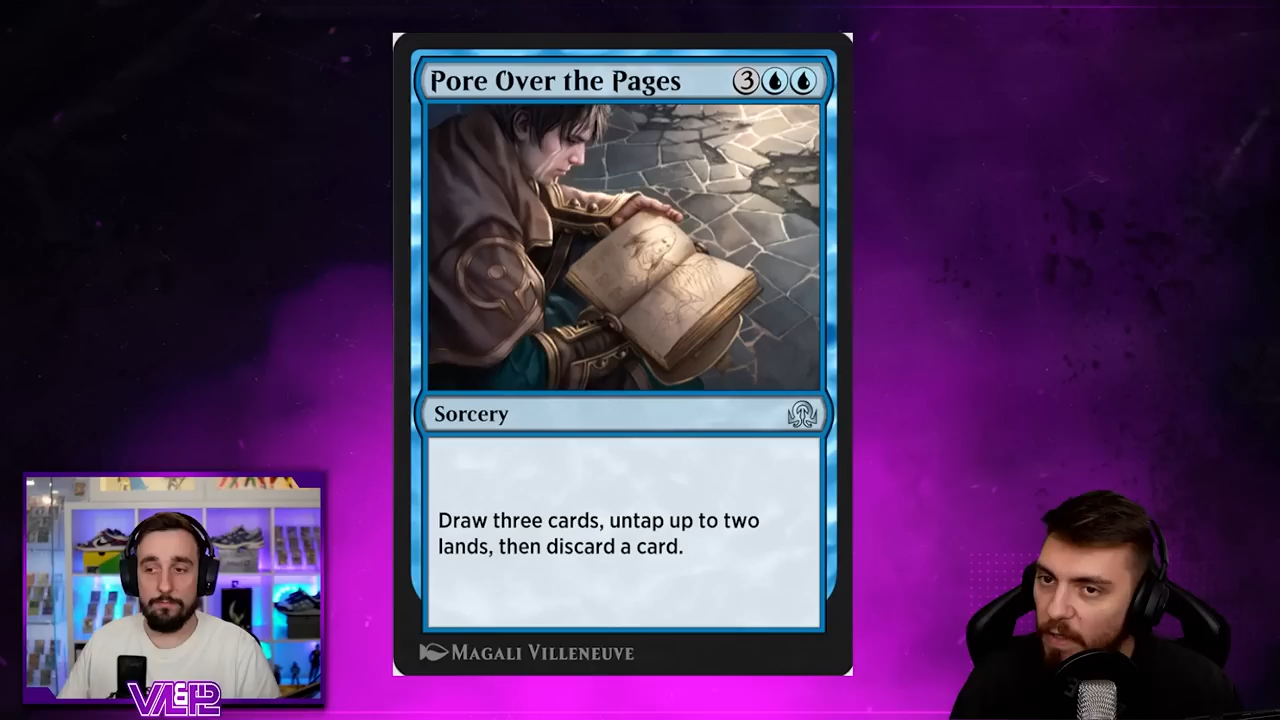 Pore Over the Pages 3
Sorcery
Draw three cards, untap up to two
lands, then discard a card.
MAGALI VILLENEUVE